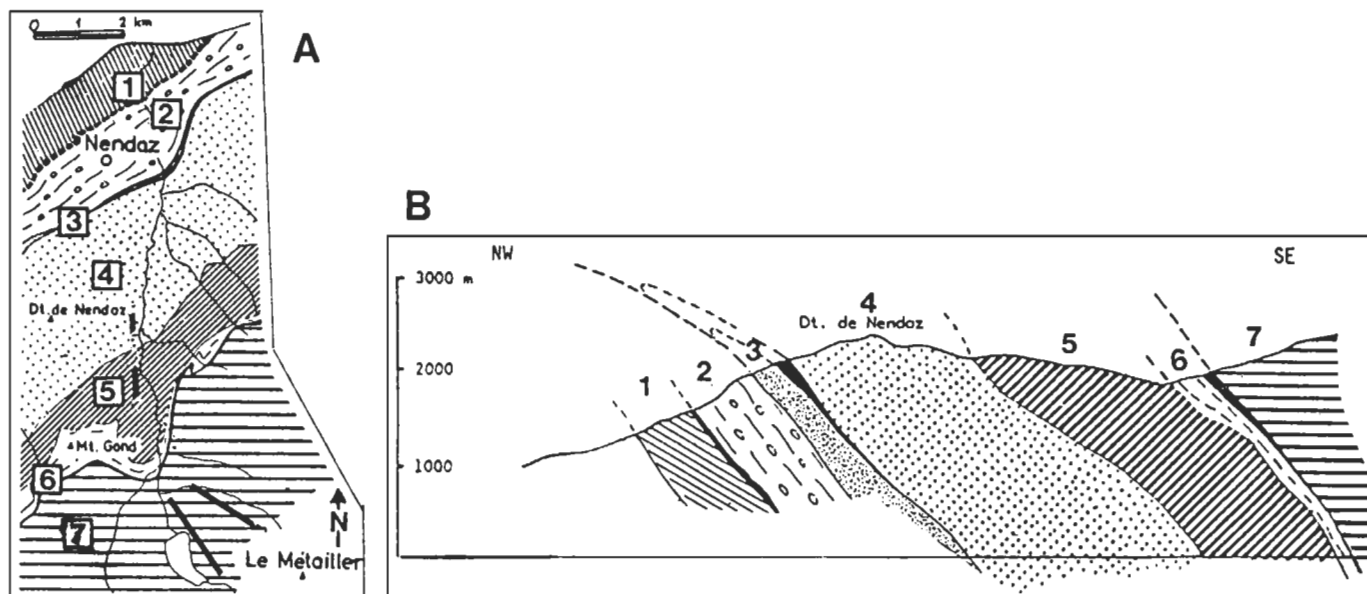 0 1 2 km
A
1
2
Nendaz
3
4
Dt. de Nendaz
5
Mt. Gond
6
7
N
Le Métailler
B
NW SE
3000 m
2000
1000
4
Dt. de Nendaz
1 2 3 5 6 7